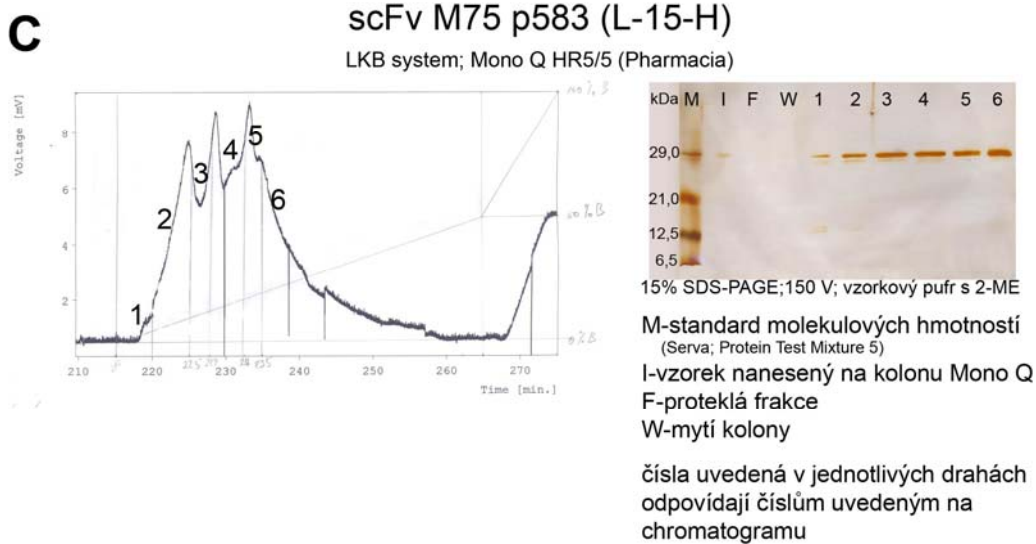 C
scFv M75 p583 (L-15-H)
LKB system; Mono Q HR5/5 (Pharmacia)
Voltage [mV]
8
6
4
2
1
2
3
4
5
6
100% B
50% B
0% B
210
220
230
240
250
260
270
Time [min.]
kDa M I F W 1 2 3 4 5 6
29,0
21,0
12,5
6,5
15% SDS-PAGE;150 V; vzorkový pufr s 2-ME
M-standard molekulových hmotností
(Serva; Protein Test Mixture 5)
I-vzorek nanesený na kolonu Mono Q
F-proteklá frakce
W-mytí kolony
čísla uvedená v jednotlivých drahách
odpovídají číslům uvedeným na
chromatogramu